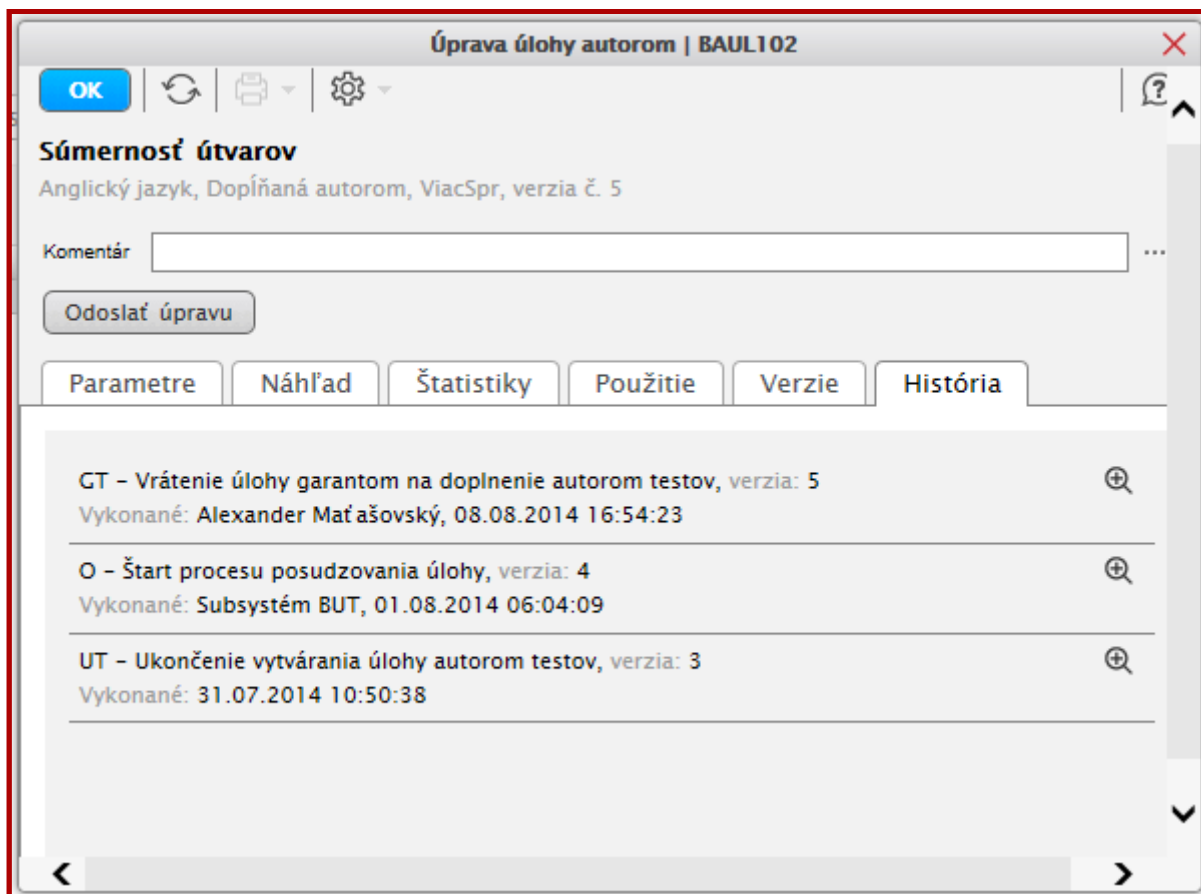 Úprava úlohy autorom | BAUL102
OK
Súmernosť útvarov
Anglický jazyk, Dopĺňaná autorom, ViacSpr, verzia č. 5
Komentár
...
Odoslať úpravu
Parametre Náhľad Štatistiky Použitie Verzie História
GT – Vrátenie úlohy garantom na doplnenie autorom testov, verzia: 5
Vykonané: Alexander Maťašovský, 08.08.2014 16:54:23
O – Štart procesu posudzovania úlohy, verzia: 4
Vykonané: Subsystém BUT, 01.08.2014 06:04:09
UT – Ukončenie vytvárania úlohy autorom testov, verzia: 3
Vykonané: 31.07.2014 10:50:38